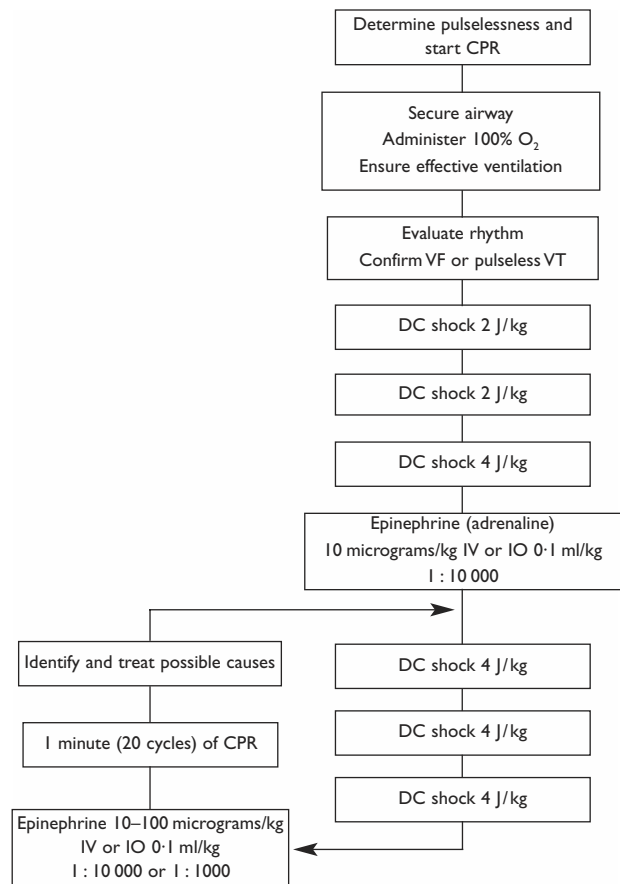 Determine pulselessness and
start CPR
Secure airway
Administer 100% O₂
Ensure effective ventilation
Evaluate rhythm
Confirm VF or pulseless VT
DC shock 2 J/kg
DC shock 2 J/kg
DC shock 4 J/kg
Epinephrine (adrenaline)
10 micrograms/kg IV or IO 0·1 ml/kg
1 : 10 000
DC shock 4 J/kg
DC shock 4 J/kg
DC shock 4 J/kg
Epinephrine 10–100 micrograms/kg
IV or IO 0·1 ml/kg
1 : 10 000 or 1 : 1000
1 minute (20 cycles) of CPR
Identify and treat possible causes